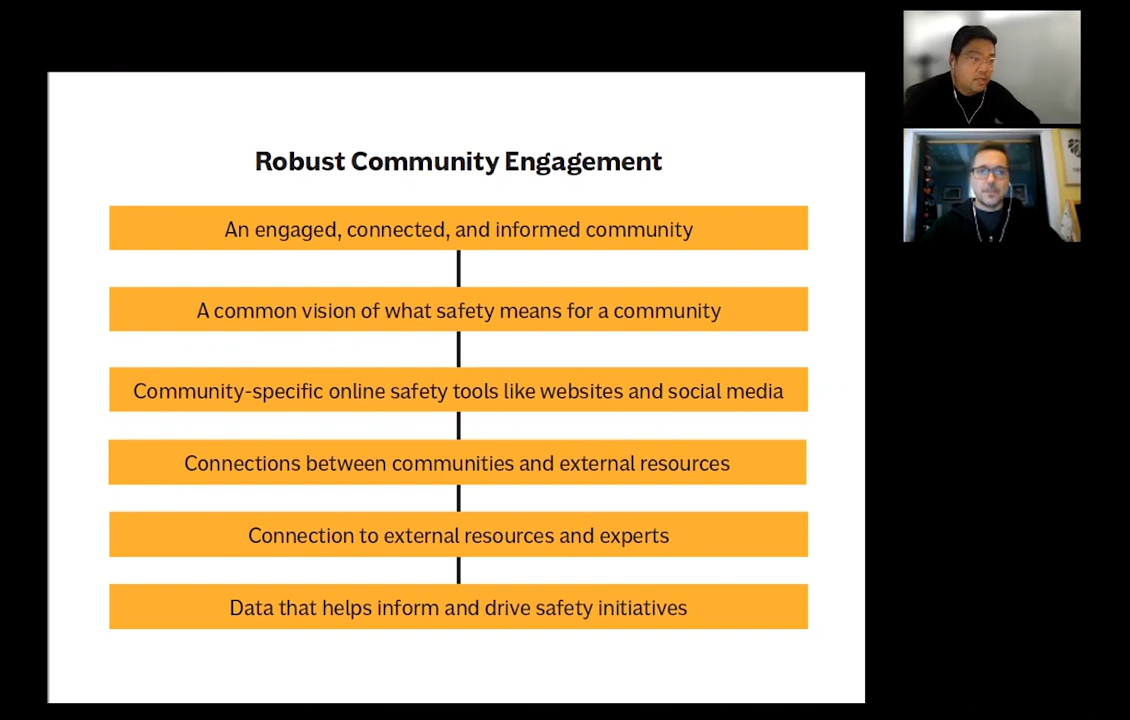 Robust Community Engagement
An engaged, connected, and informed community
A common vision of what safety means for a community
Community-specific online safety tools like websites and social media
Connections between communities and external resources
Connection to external resources and experts
Data that helps inform and drive safety initiatives